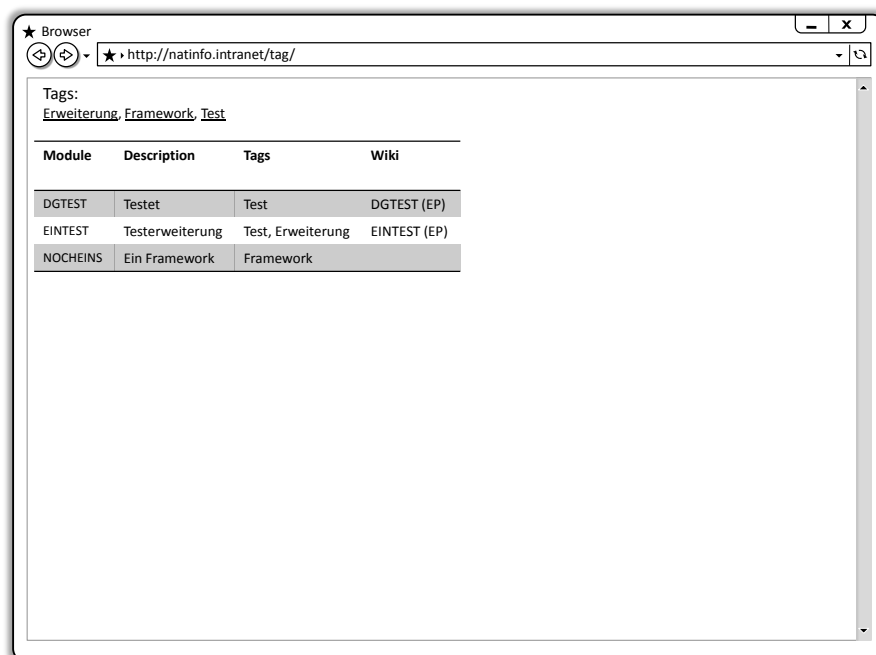 Browser
http://natinfo.intranet/tag/
Tags:
Erweiterung, Framework, Test
Module Description Tags Wiki
DGTEST Testet Test DGTEST (EP)
EINTEST Testerweiterung Test, Erweiterung EINTEST (EP)
NOCHEINS Ein Framework Framework